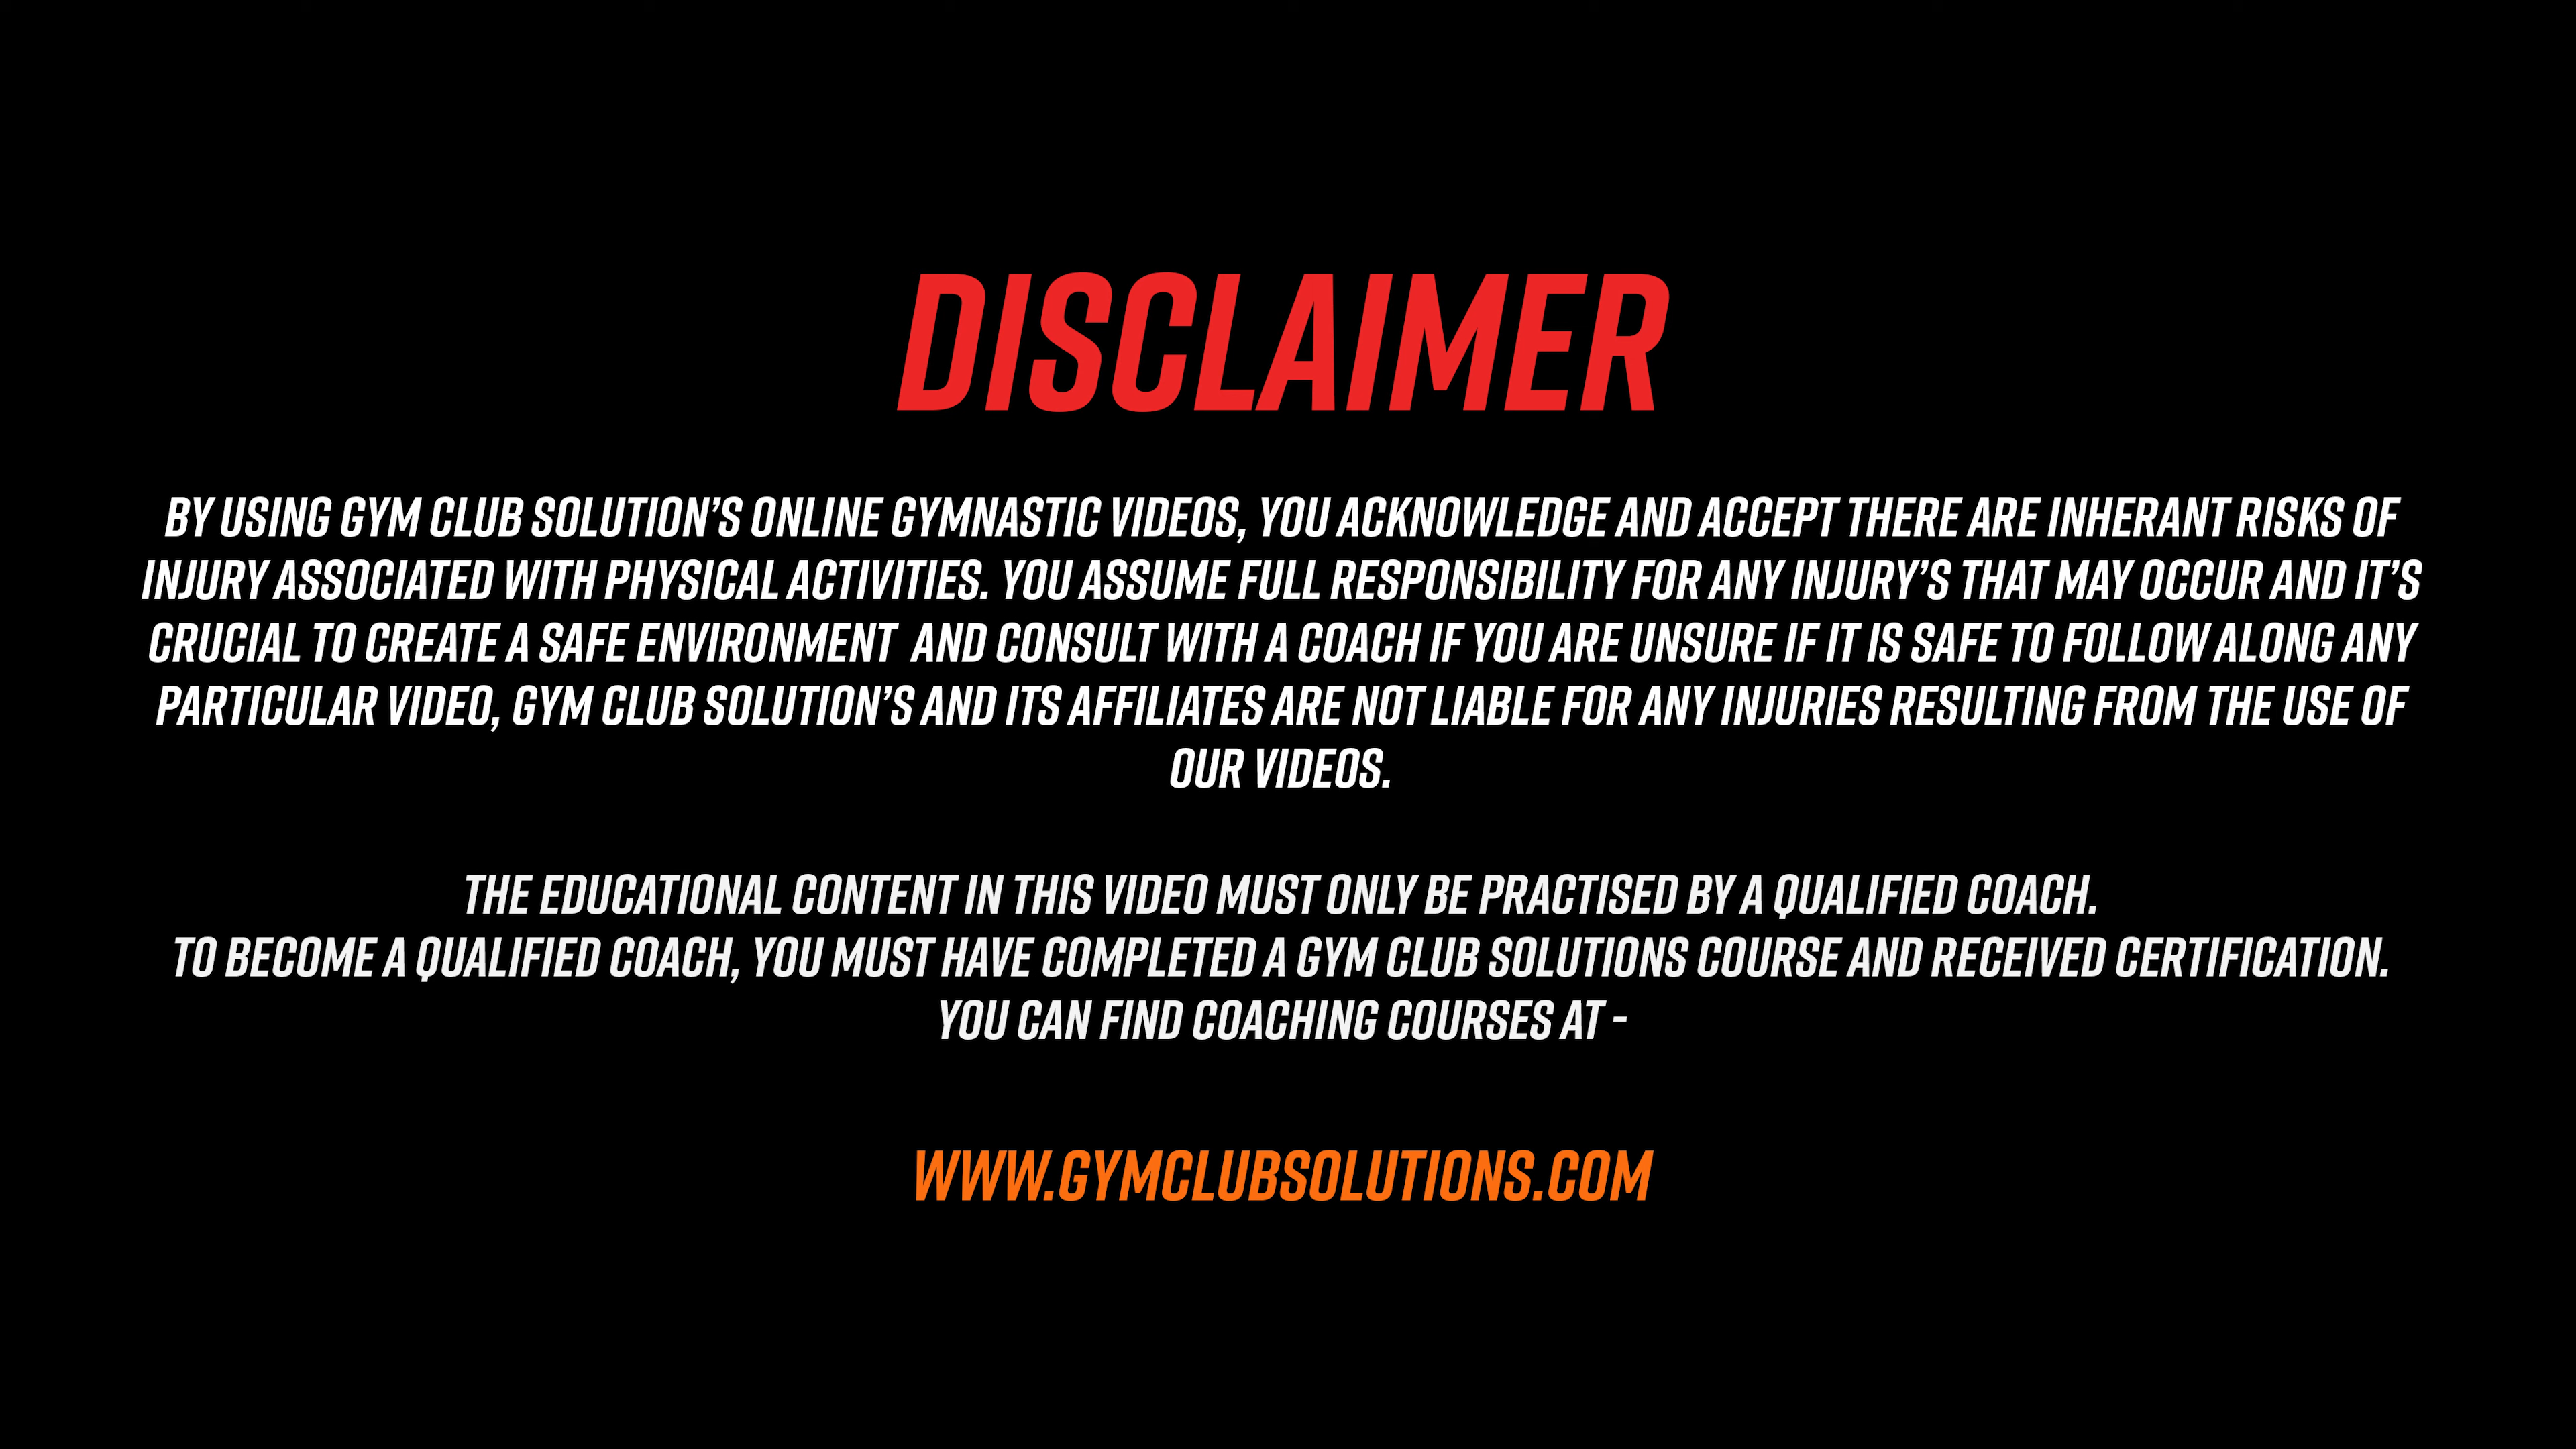 DISCLAIMER
BY USING GYM CLUB SOLUTION'S ONLINE GYMNASTIC VIDEOS, YOU ACKNOWLEDGE AND ACCEPT THERE ARE INHERANT RISKS OF
INJURY ASSOCIATED WITH PHYSICAL ACTIVITIES. YOU ASSUME FULL RESPONSIBILITY FOR ANY INJURY'S THAT MAY OCCUR AND IT'S
CRUCIAL TO CREATE A SAFE ENVIRONMENT AND CONSULT WITH A COACH IF YOU ARE UNSURE IF IT IS SAFE TO FOLLOW ALONG ANY
PARTICULAR VIDEO, GYM CLUB SOLUTION'S AND ITS AFFILIATES ARE NOT LIABLE FOR ANY INJURIES RESULTING FROM THE USE OF
OUR VIDEOS.
THE EDUCATIONAL CONTENT IN THIS VIDEO MUST ONLY BE PRACTISED BY A QUALIFIED COACH.
TO BECOME A QUALIFIED COACH, YOU MUST HAVE COMPLETED A GYM CLUB SOLUTIONS COURSE AND RECEIVED CERTIFICATION.
YOU CAN FIND COACHING COURSES AT -
WWW.GYMCLUBSOLUTIONS.COM